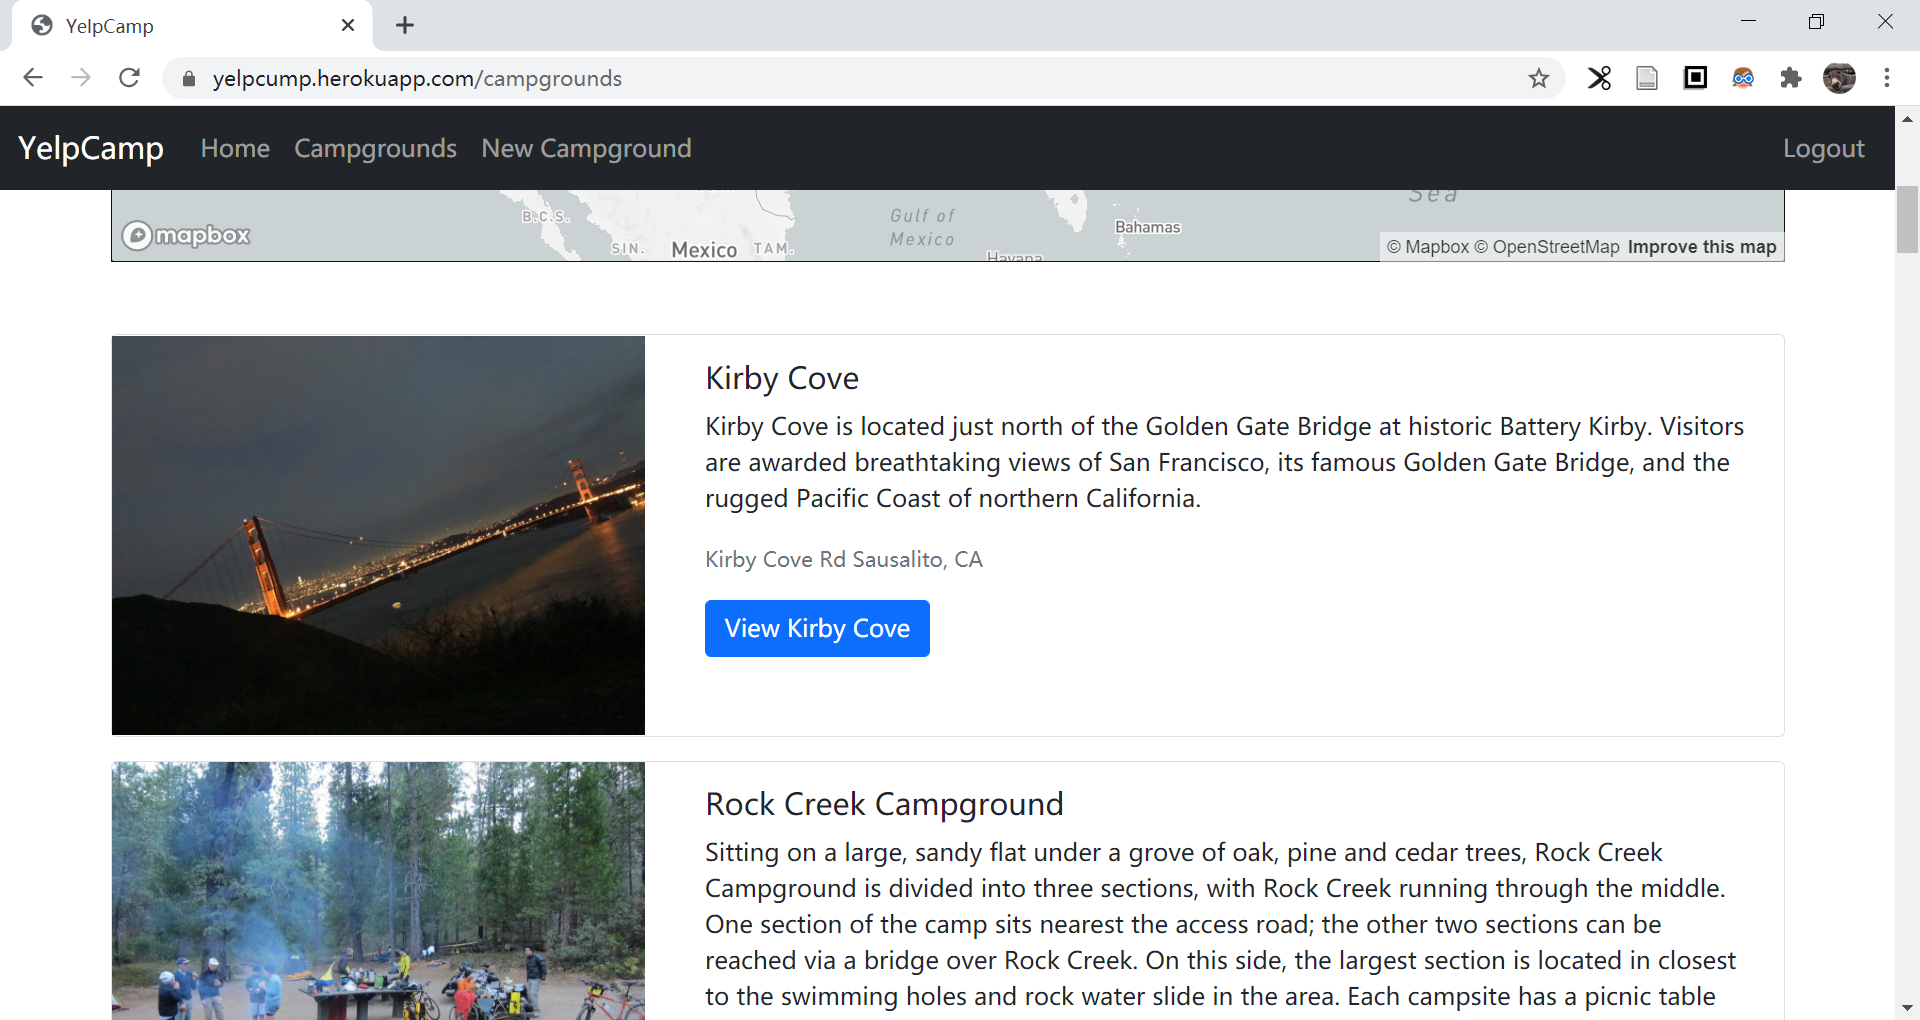 YelpCamp
yelpcump.herokuapp.com/campgrounds
YelpCamp Home Campgrounds New Campground Logout
Sea
B.C.S.
Gulf of
Mexico
Bahamas
SIN. Mexico TAM.
Havana
mapbox
© Mapbox © OpenStreetMap Improve this map
Kirby Cove
Kirby Cove is located just north of the Golden Gate Bridge at historic Battery Kirby. Visitors
are awarded breathtaking views of San Francisco, its famous Golden Gate Bridge, and the
rugged Pacific Coast of northern California.
Kirby Cove Rd Sausalito, CA
View Kirby Cove
Rock Creek Campground
Sitting on a large, sandy flat under a grove of oak, pine and cedar trees, Rock Creek
Campground is divided into three sections, with Rock Creek running through the middle.
One section of the camp sits nearest the access road; the other two sections can be
reached via a bridge over Rock Creek. On this side, the largest section is located in closest
to the swimming holes and rock water slide in the area. Each campsite has a picnic table